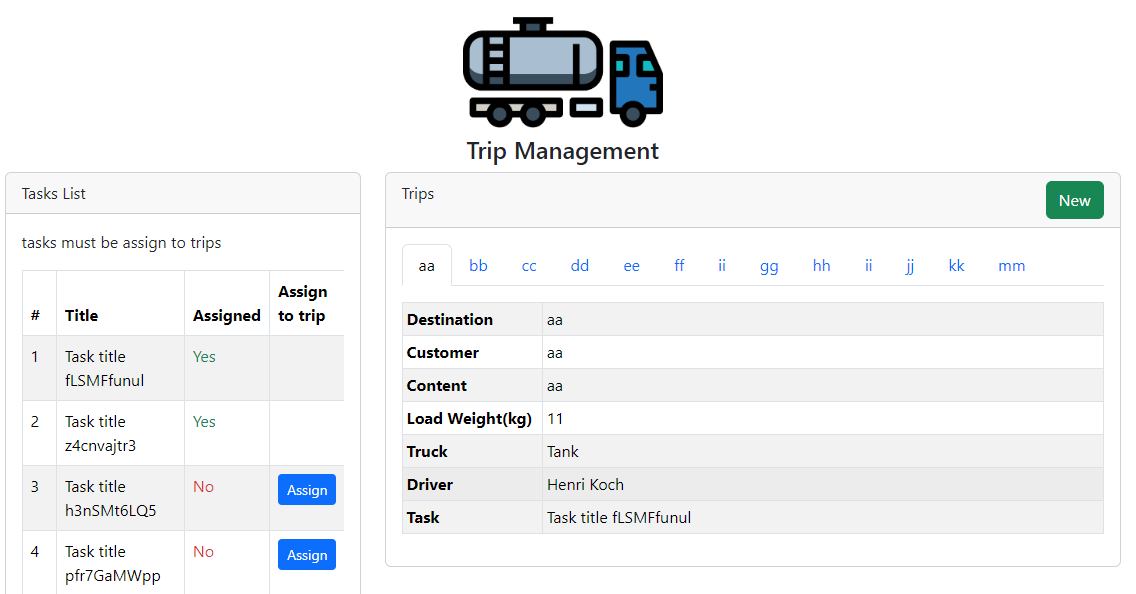 Trip Management
Tasks List
tasks must be assign to trips
# Title Assigned Assign to trip
1 Task title fLSMFfunul Yes
2 Task title z4cnvajtr3 Yes
3 Task title h3nSMt6LQ5 No Assign
4 Task title pfr7GaMWpp No Assign
Trips New
aa bb cc dd ee ff ii gg hh ii jj kk mm
Destination aa
Customer aa
Content aa
Load Weight(kg) 11
Truck Tank
Driver Henri Koch
Task Task title fLSMFfunul